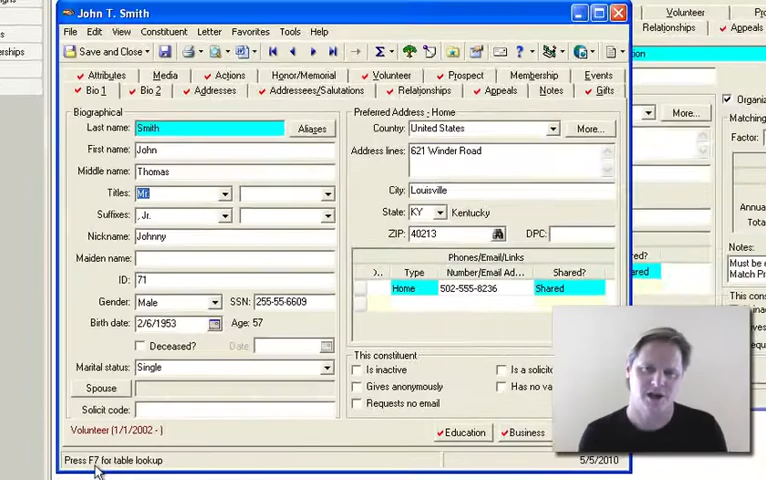 John T. Smith
File Edit View Constituent Letter Favorites Tools Help
Save and Close
Attributes Media Actions Honor/Memorial Volunteer Prospect Membership Events
Bio 1 Bio 2 Addresses Addressees/Salutations Relationships Appeals Notes Gifts
Biographical
Last name: Smith Aliases
First name: John
Middle name: Thomas
Titles: Mr.
Suffixes: , Jr.
Nickname: Johnny
Maiden name:
ID: 71
Gender: Male SSN: 255-55-6609
Birth date: 2/6/1953 Age: 57
Deceased? Date:
Marital status: Single
Spouse
Solicit code:
Volunteer (1/1/2002 - )
Press F7 for table lookup
Preferred Address - Home
Country: United States More...
Address lines: 621 Winder Road
City: Louisville
State: KY Kentucky
ZIP: 40213 DPC:
Phones/Email/Links
).. Type Number/Email Ad... Shared?
Home 502-555-8236 Shared
This constituent
Is inactive Is a solicito
Gives anonymously Has no va
Requests no email
Education Business
5/5/2010
Volunteer
Relationships Appeals
More... Organiz
Matching
Factor:
Annua
Tota
Notes:
Must be
Match Pr
This cons